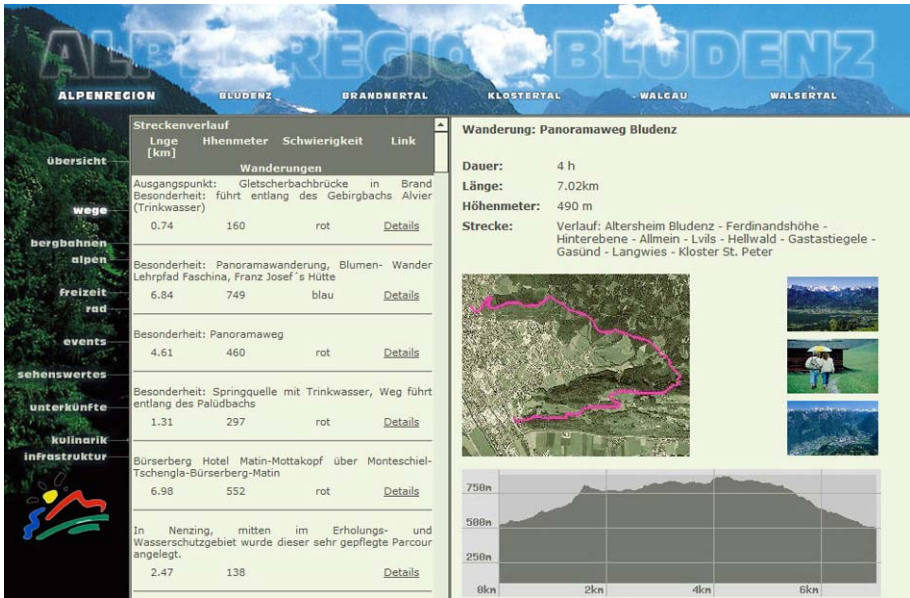 ALPENREGION BLUDENZ
ALPENREGION BLUDENZ BRANDNERTAL KLOSTERTAL WALGAU WALSERTAL
übersicht
wege
bergbahnen
alpen
freizeit
rad
events
sehenswertes
unterkünfte
kulinarik
infrastruktur
Streckenverlauf
Lnge Hhenmeter Schwierigkeit Link
[km]
Wanderungen
Ausgangspunkt: Gletscherbachbrücke in Brand
Besonderheit: führt entlang des Gebirgbachs Alvier
(Trinkwasser)
0.74 160 rot Details
Besonderheit: Panoramawanderung, Blumen- Wander
Lehrpfad Faschina, Franz Josef´s Hütte
6.84 749 blau Details
Besonderheit: Panoramaweg
4.61 460 rot Details
Besonderheit: Springquelle mit Trinkwasser, Weg führt
entlang des Palüdbachs
1.31 297 rot Details
Bürserberg Hotel Matin-Mottakopf über Monteschiel-
Tschengla-Bürserberg-Matin
6.98 552 rot Details
In Nenzing, mitten im Erholungs- und
Wasserschutzgebiet wurde dieser sehr gepflegte Parcour
angelegt.
2.47 138 Details
Wanderung: Panoramaweg Bludenz
Dauer: 4 h
Länge: 7.02km
Höhenmeter: 490 m
Strecke: Verlauf: Altersheim Bludenz - Ferdinandshöhe -
Hinterebene - Allmein - Lvils - Hellwald - Gastastiegele -
Gasünd - Langwies - Kloster St. Peter
750m
500m
250m
0km 2km 4km 6km